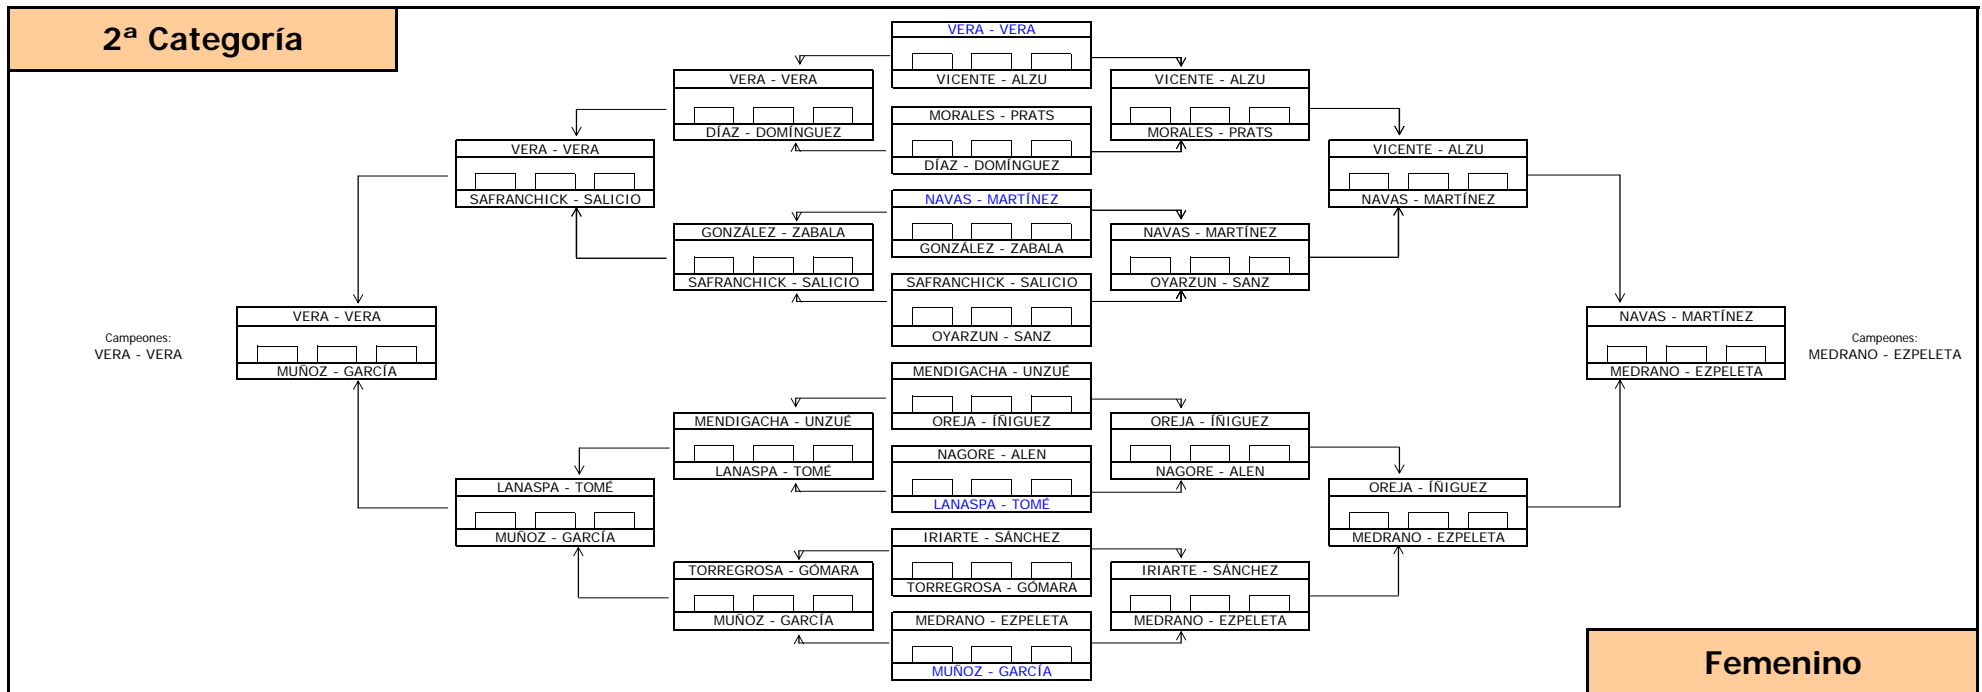 2ª Categoría
VERA - VERA
VICENTE - ALZU
VERA - VERA
DÍAZ - DOMÍNGUEZ
VICENTE - ALZU
MORALES - PRATS
MORALES - PRATS
DÍAZ - DOMÍNGUEZ
VERA - VERA
SAFRANCHICK - SALICIO
VICENTE - ALZU
NAVAS - MARTÍNEZ
NAVAS - MARTÍNEZ
GONZÁLEZ - ZABALA
GONZÁLEZ - ZABALA
SAFRANCHICK - SALICIO
NAVAS - MARTÍNEZ
OYARZUN - SANZ
SAFRANCHICK - SALICIO
OYARZUN - SANZ
Campeones:
VERA - VERA
VERA - VERA
MUÑOZ - GARCÍA
NAVAS - MARTÍNEZ
MEDRANO - EZPELETA
Campeones:
MEDRANO - EZPELETA
MENDIGACHA - UNZUÉ
OREJA - ÍÑIGUEZ
MENDIGACHA - UNZUÉ
LANASPA - TOMÉ
OREJA - ÍÑIGUEZ
NAGORE - ALEN
NAGORE - ALEN
LANASPA - TOMÉ
LANASPA - TOMÉ
MUÑOZ - GARCÍA
OREJA - ÍÑIGUEZ
MEDRANO - EZPELETA
IRIARTE - SÁNCHEZ
TORREGROSA - GÓMARA
TORREGROSA - GÓMARA
MUÑOZ - GARCÍA
IRIARTE - SÁNCHEZ
MEDRANO - EZPELETA
MEDRANO - EZPELETA
MUÑOZ - GARCÍA
Femenino